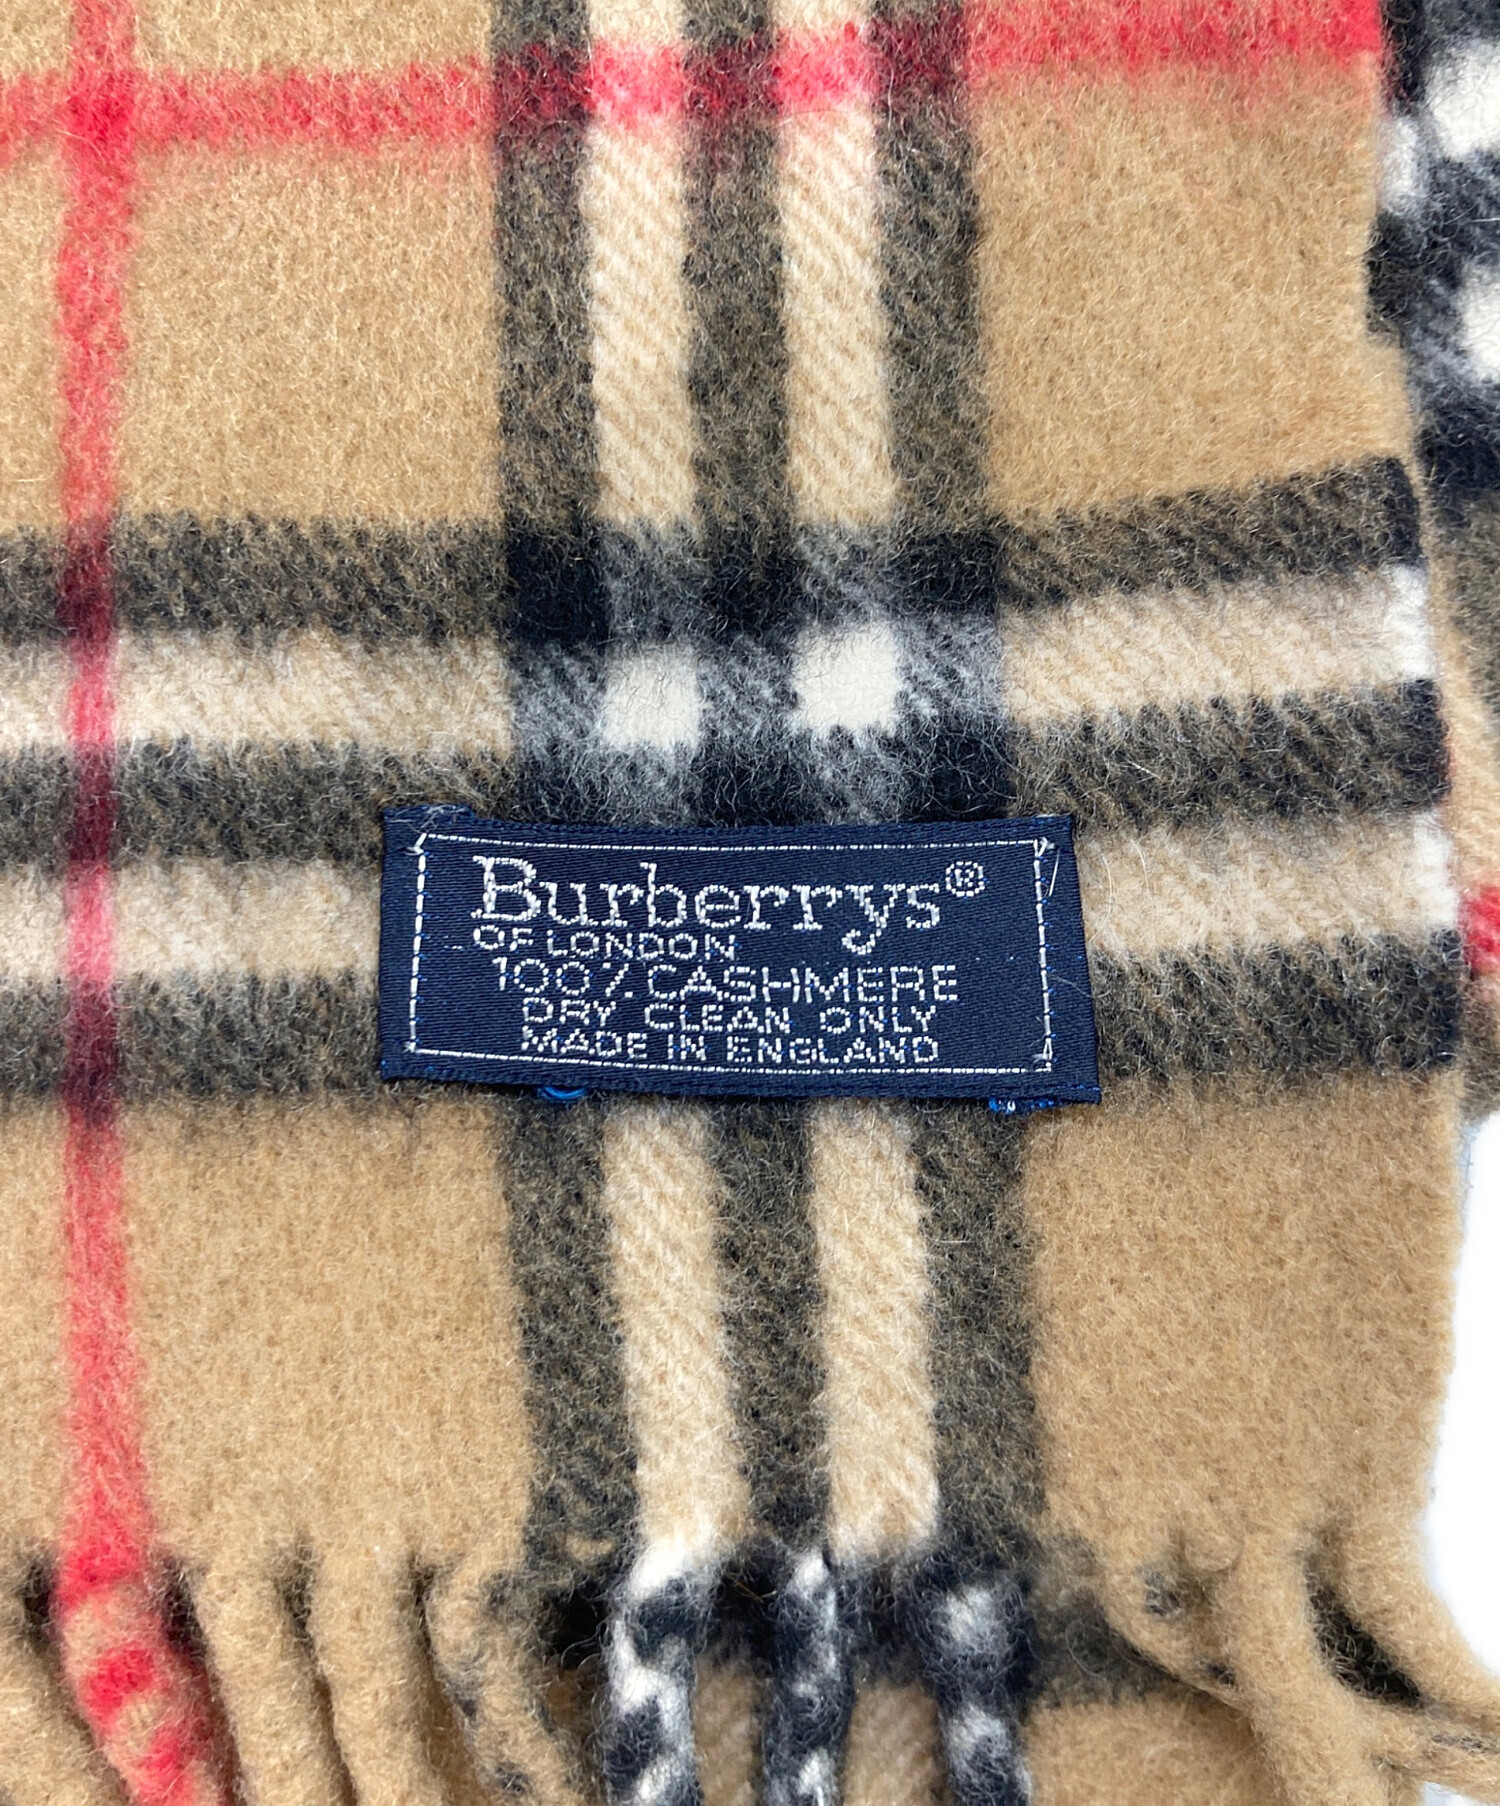 Burberrys®
OF LONDON
100% CASHMERE
DRY CLEAN ONLY
MADE IN ENGLAND